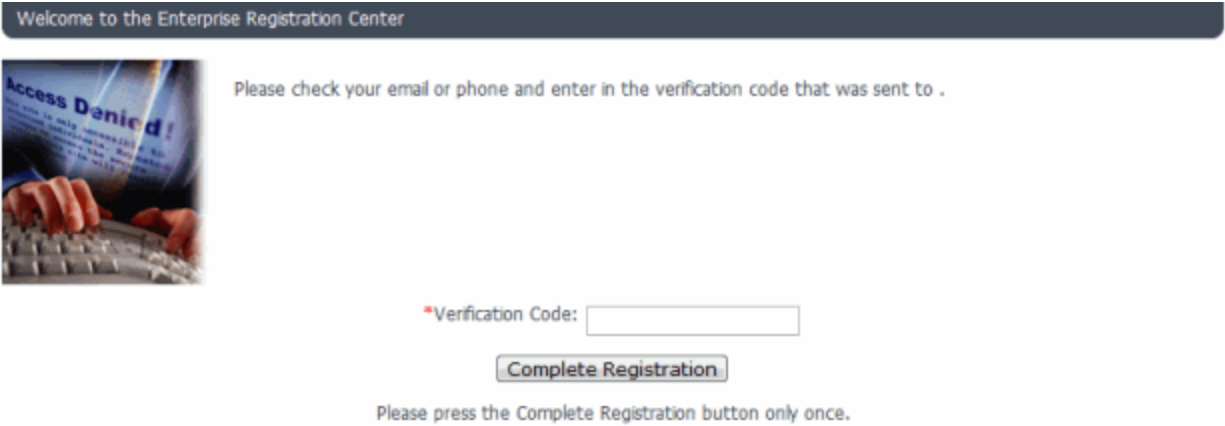 Welcome to the Enterprise Registration Center
Access Denied!
Please check your email or phone and enter in the verification code that was sent to .
*Verification Code:
Complete Registration
Please press the Complete Registration button only once.